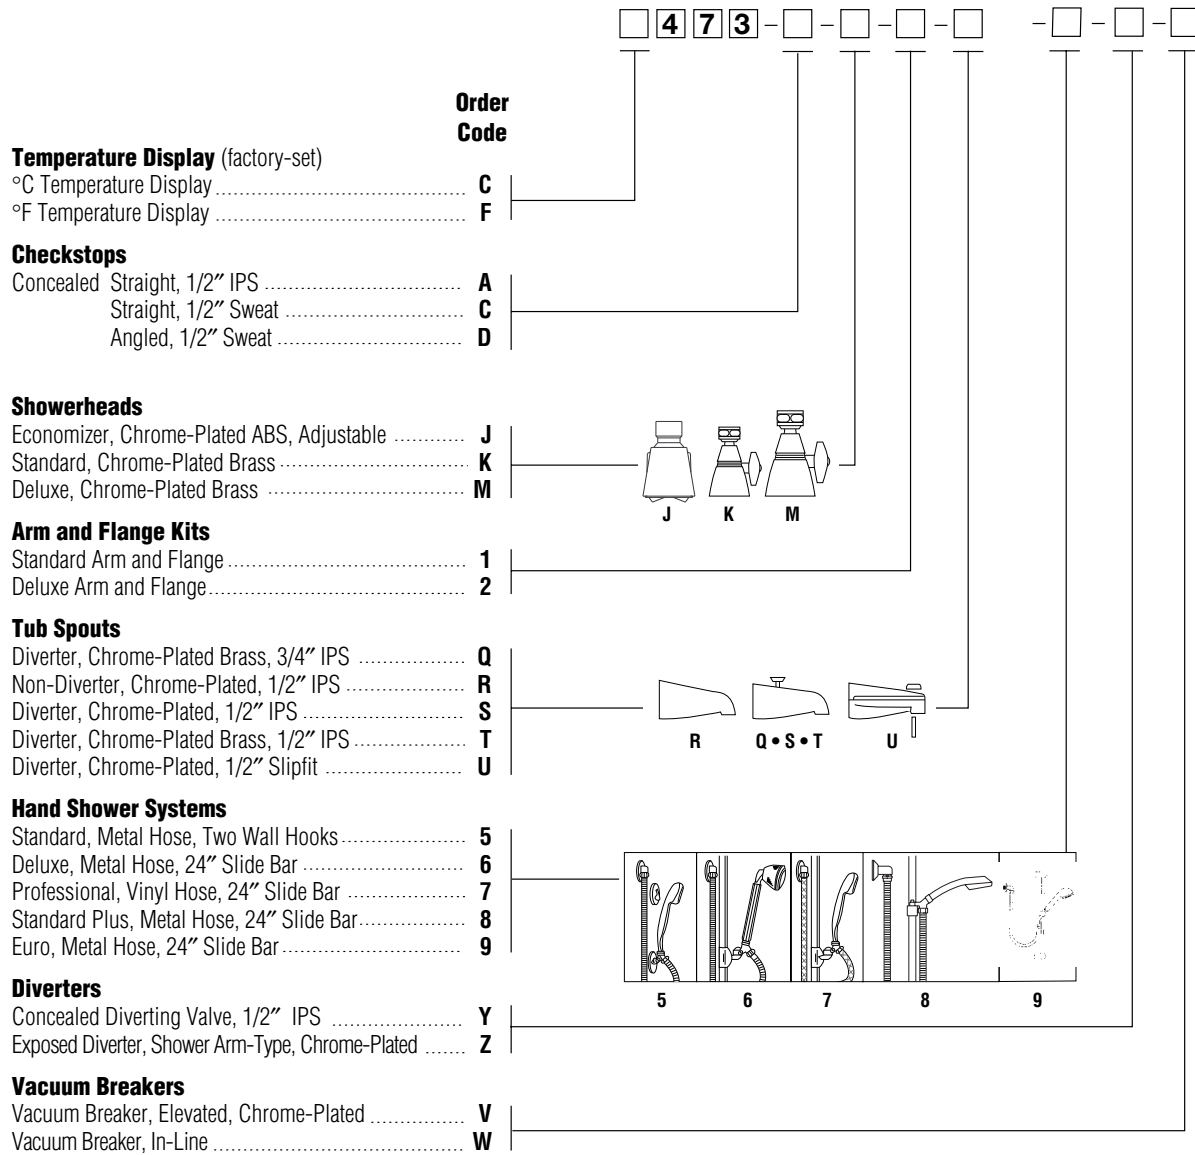 473 - - - - - - -
Order
Code
Temperature Display (factory-set)
°C Temperature Display C
°F Temperature Display F
Checkstops
Concealed Straight, 1/2″ IPS A
Straight, 1/2″ Sweat C
Angled, 1/2″ Sweat D
Showerheads
Economizer, Chrome-Plated ABS, Adjustable J
Standard, Chrome-Plated Brass K
Deluxe, Chrome-Plated Brass M
J K M
Arm and Flange Kits
Standard Arm and Flange 1
Deluxe Arm and Flange 2
Tub Spouts
Diverter, Chrome-Plated Brass, 3/4″ IPS Q
Non-Diverter, Chrome-Plated, 1/2″ IPS R
Diverter, Chrome-Plated, 1/2″ IPS S
Diverter, Chrome-Plated Brass, 1/2″ IPS T
Diverter, Chrome-Plated, 1/2″ Slipfit U
R Q • S • T U
Hand Shower Systems
Standard, Metal Hose, Two Wall Hooks 5
Deluxe, Metal Hose, 24″ Slide Bar 6
Professional, Vinyl Hose, 24″ Slide Bar 7
Standard Plus, Metal Hose, 24″ Slide Bar 8
Euro, Metal Hose, 24″ Slide Bar 9
5 6 7 8 9
Diverters
Concealed Diverting Valve, 1/2″ IPS Y
Exposed Diverter, Shower Arm-Type, Chrome-Plated Z
Vacuum Breakers
Vacuum Breaker, Elevated, Chrome-Plated V
Vacuum Breaker, In-Line W